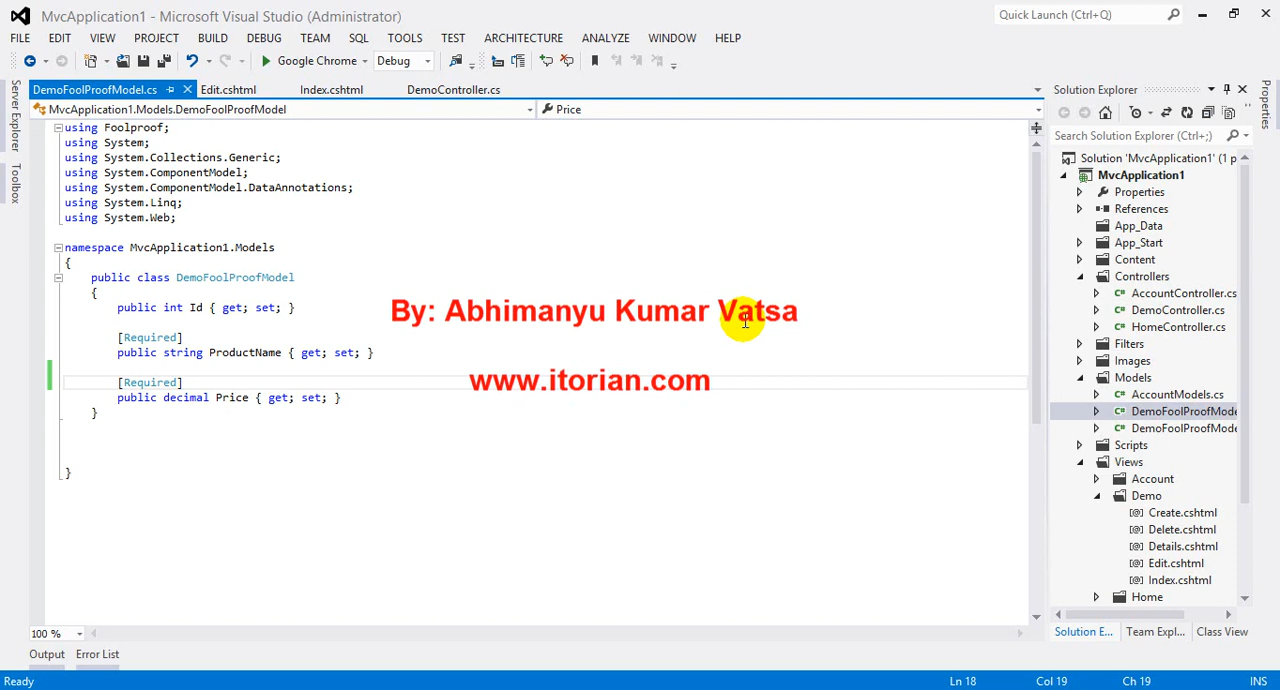 MvcApplication1 - Microsoft Visual Studio (Administrator)
Quick Launch (Ctrl+Q)
FILE EDIT VIEW PROJECT BUILD DEBUG TEAM SQL TOOLS TEST ARCHITECTURE ANALYZE WINDOW HELP
Google Chrome Debug
DemoFoolProofModel.cs Edit.cshtml Index.cshtml DemoController.cs
MvcApplication1.Models.DemoFoolProofModel Price
using Foolproof;
using System;
using System.Collections.Generic;
using System.ComponentModel;
using System.ComponentModel.DataAnnotations;
using System.Linq;
using System.Web;
namespace MvcApplication1.Models
{
public class DemoFoolProofModel
{
public int Id { get; set; }
[Required]
public string ProductName { get; set; }
[Required]
public decimal Price { get; set; }
}
}
By: Abhimanyu Kumar Vatsa
www.itorian.com
100 %
Server Explorer
Toolbox
Solution Explorer
Search Solution Explorer (Ctrl+;)
Solution 'MvcApplication1' (1 p
MvcApplication1
Properties
References
App_Data
App_Start
Content
Controllers
C# AccountController.cs
C# DemoController.cs
C# HomeController.cs
Filters
Images
Models
C# AccountModels.cs
C# DemoFoolProofMode
C# DemoFoolProofMode
Scripts
Views
Account
Demo
[@] Create.cshtml
[@] Delete.cshtml
[@] Details.cshtml
[@] Edit.cshtml
[@] Index.cshtml
Home
Solution E... Team Expl... Class View
Properties
Output Error List
Ready Ln 18 Col 19 Ch 19 INS